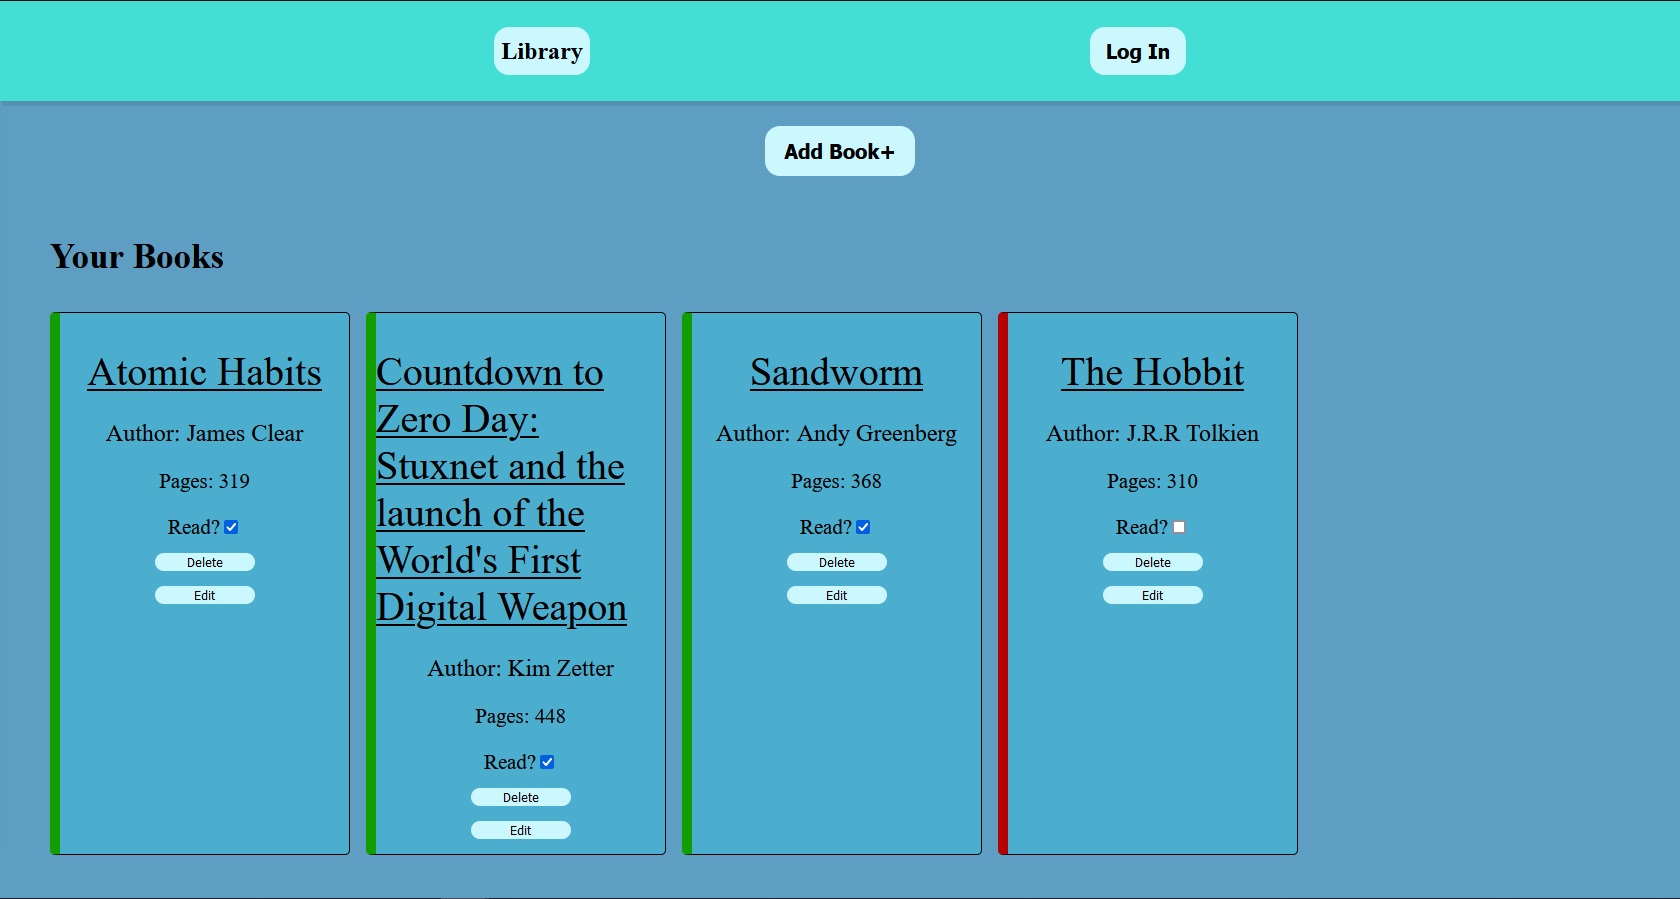 Library
Log In
Add Book+
Your Books
Atomic Habits
Author: James Clear
Pages: 319
Read?
Delete
Edit
Countdown to
Zero Day:
Stuxnet and the
launch of the
World's First
Digital Weapon
Author: Kim Zetter
Pages: 448
Read?
Delete
Edit
Sandworm
Author: Andy Greenberg
Pages: 368
Read?
Delete
Edit
The Hobbit
Author: J.R.R Tolkien
Pages: 310
Read?
Delete
Edit